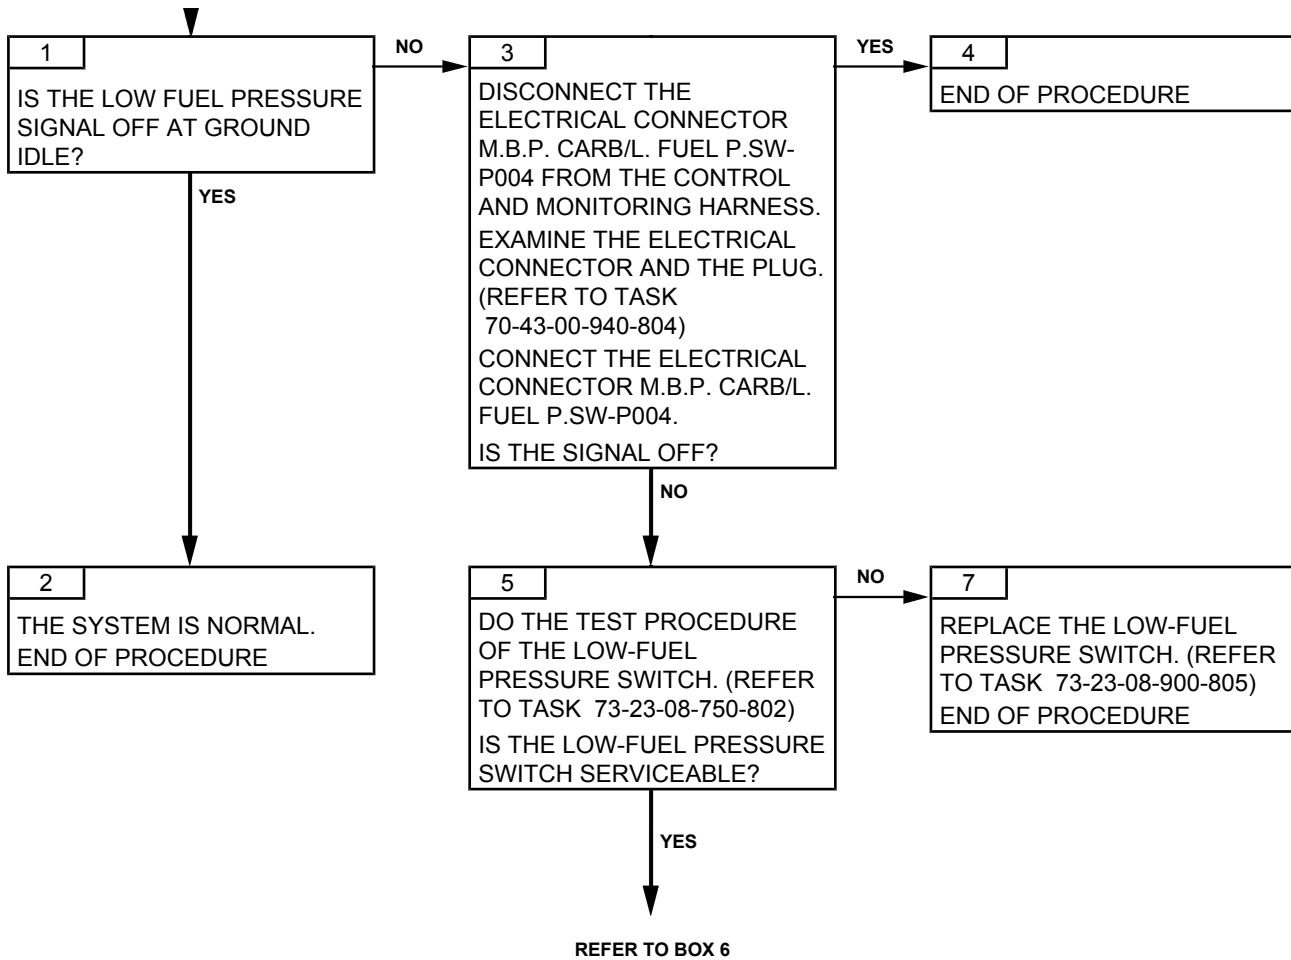 1
IS THE LOW FUEL PRESSURE
SIGNAL OFF AT GROUND
IDLE?
NO
YES
3
DISCONNECT THE
ELECTRICAL CONNECTOR
M.B.P. CARB/L. FUEL P.SW-
P004 FROM THE CONTROL
AND MONITORING HARNESS.
EXAMINE THE ELECTRICAL
CONNECTOR AND THE PLUG.
(REFER TO TASK
70-43-00-940-804)
CONNECT THE ELECTRICAL
CONNECTOR M.B.P. CARB/L.
FUEL P.SW-P004.
IS THE SIGNAL OFF?
YES
NO
4
END OF PROCEDURE
2
THE SYSTEM IS NORMAL.
END OF PROCEDURE
5
DO THE TEST PROCEDURE
OF THE LOW-FUEL
PRESSURE SWITCH. (REFER
TO TASK 73-23-08-750-802)
IS THE LOW-FUEL PRESSURE
SWITCH SERVICEABLE?
NO
YES
7
REPLACE THE LOW-FUEL
PRESSURE SWITCH. (REFER
TO TASK 73-23-08-900-805)
END OF PROCEDURE
REFER TO BOX 6